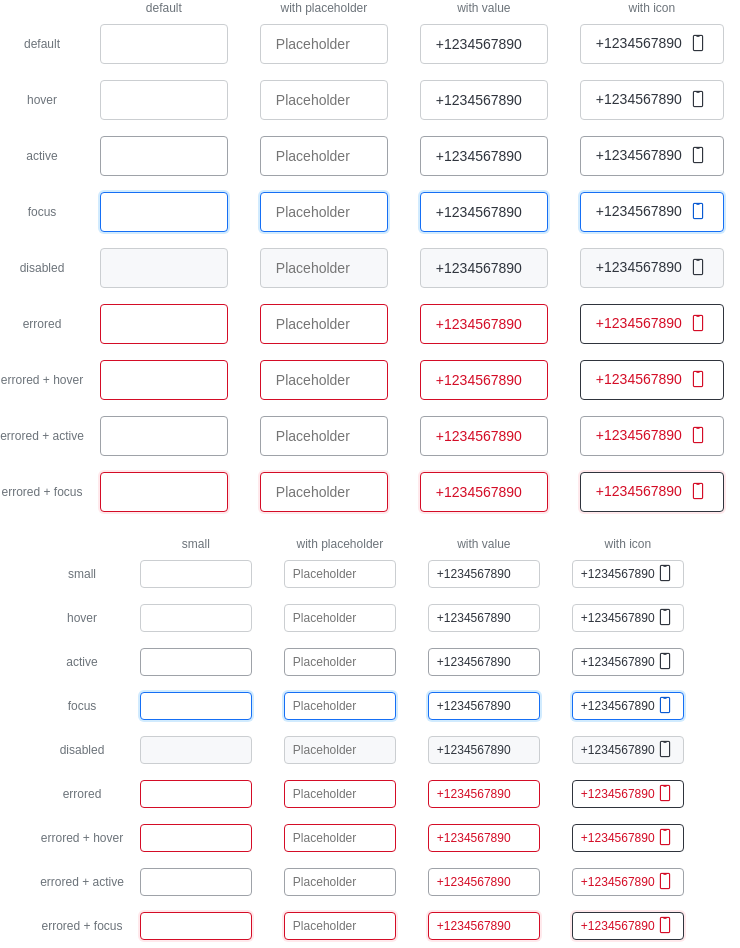 default with placeholder with value with icon
default Placeholder +1234567890 +1234567890
hover Placeholder +1234567890 +1234567890
active Placeholder +1234567890 +1234567890
focus Placeholder +1234567890 +1234567890
disabled Placeholder +1234567890 +1234567890
errored Placeholder +1234567890 +1234567890
errored + hover Placeholder +1234567890 +1234567890
errored + active Placeholder +1234567890 +1234567890
errored + focus Placeholder +1234567890 +1234567890
small with placeholder with value with icon
small Placeholder +1234567890 +1234567890
hover Placeholder +1234567890 +1234567890
active Placeholder +1234567890 +1234567890
focus Placeholder +1234567890 +1234567890
disabled Placeholder +1234567890 +1234567890
errored Placeholder +1234567890 +1234567890
errored + hover Placeholder +1234567890 +1234567890
errored + active Placeholder +1234567890 +1234567890
errored + focus Placeholder +1234567890 +1234567890